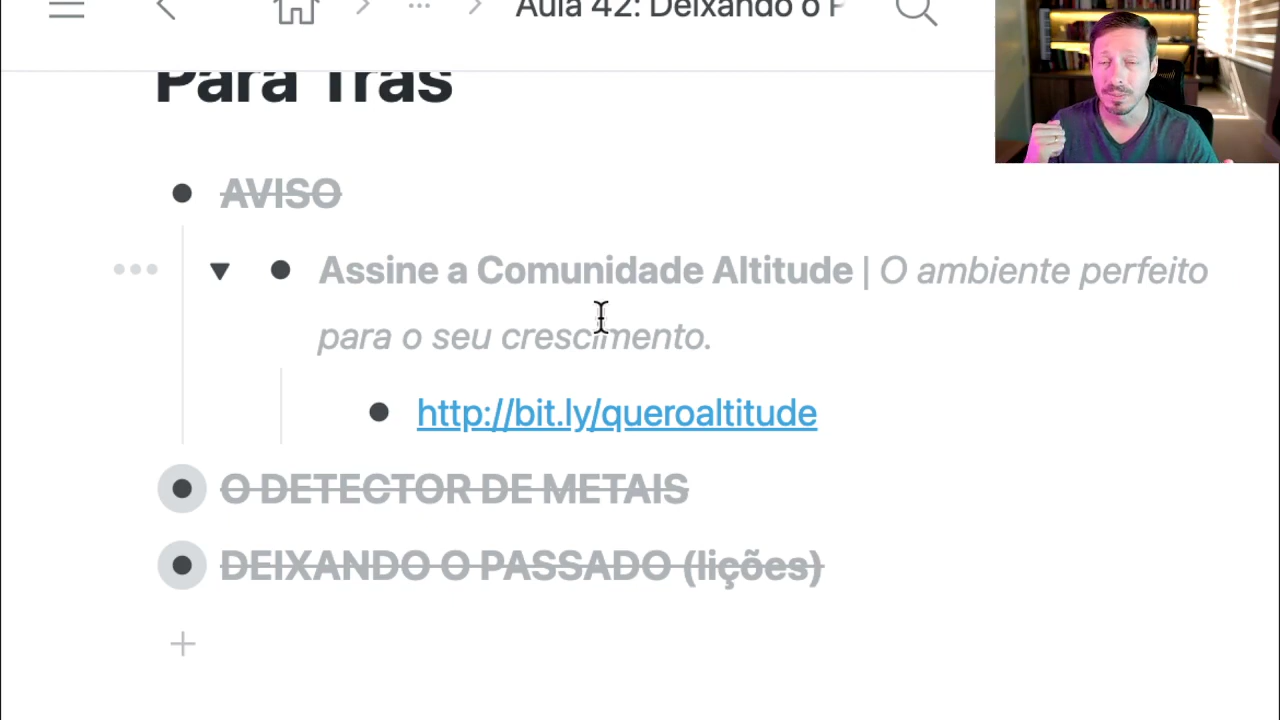 Aula 42: Deixando o P
Para Trás
AVISO
Assine a Comunidade Altitude | O ambiente perfeito
para o seu crescimento.
http://bit.ly/queroaltitude
O DETECTOR DE METAIS
DEIXANDO O PASSADO (lições)